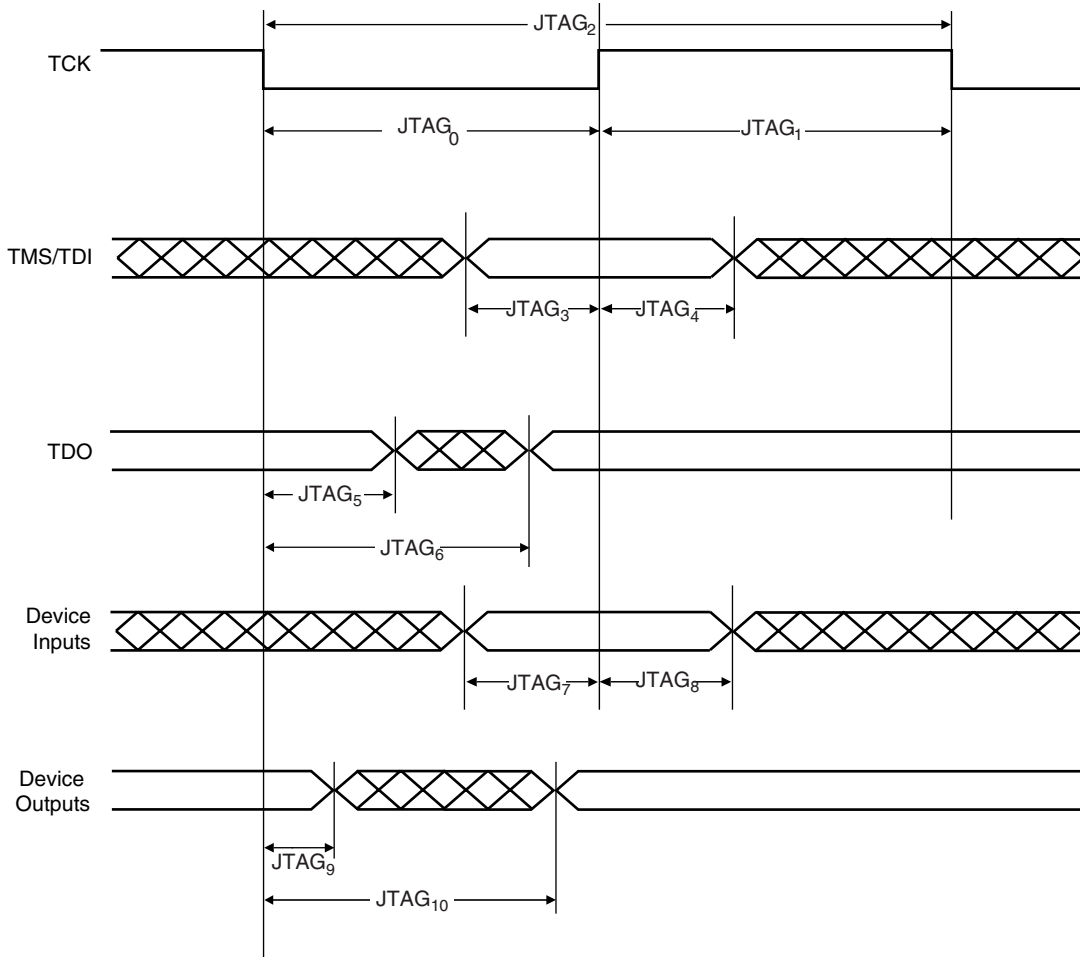 JTAG₂
TCK
JTAG₀
JTAG₁
TMS/TDI
JTAG₃
JTAG₄
TDO
JTAG₅
JTAG₆
Device
Inputs
JTAG₇
JTAG₈
Device
Outputs
JTAG₉
JTAG₁₀